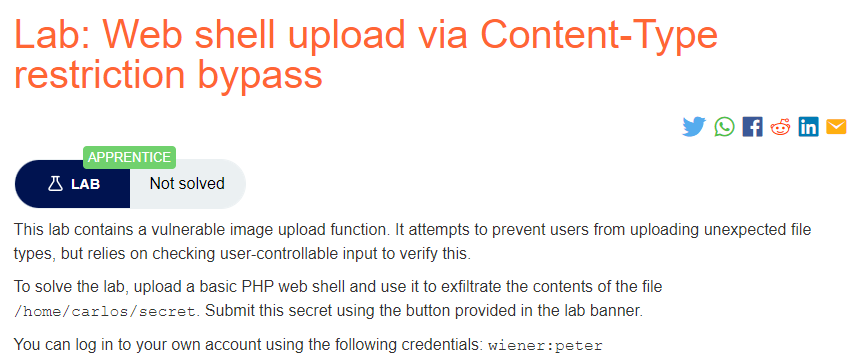 Lab: Web shell upload via Content-Type
restriction bypass
APPRENTICE
LAB Not solved
This lab contains a vulnerable image upload function. It attempts to prevent users from uploading unexpected file
types, but relies on checking user-controllable input to verify this.
To solve the lab, upload a basic PHP web shell and use it to exfiltrate the contents of the file
/home/carlos/secret. Submit this secret using the button provided in the lab banner.
You can log in to your own account using the following credentials: wiener:peter